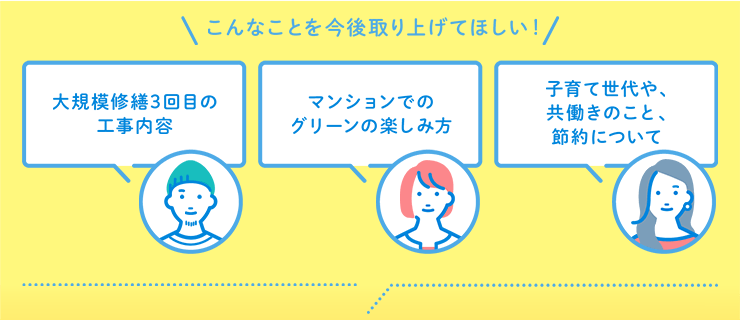 こんなことを今後取り上げてほしい！
大規模修繕3回目の
工事内容
マンションでの
グリーンの楽しみ方
子育て世代や、
共働きのこと、
節約について